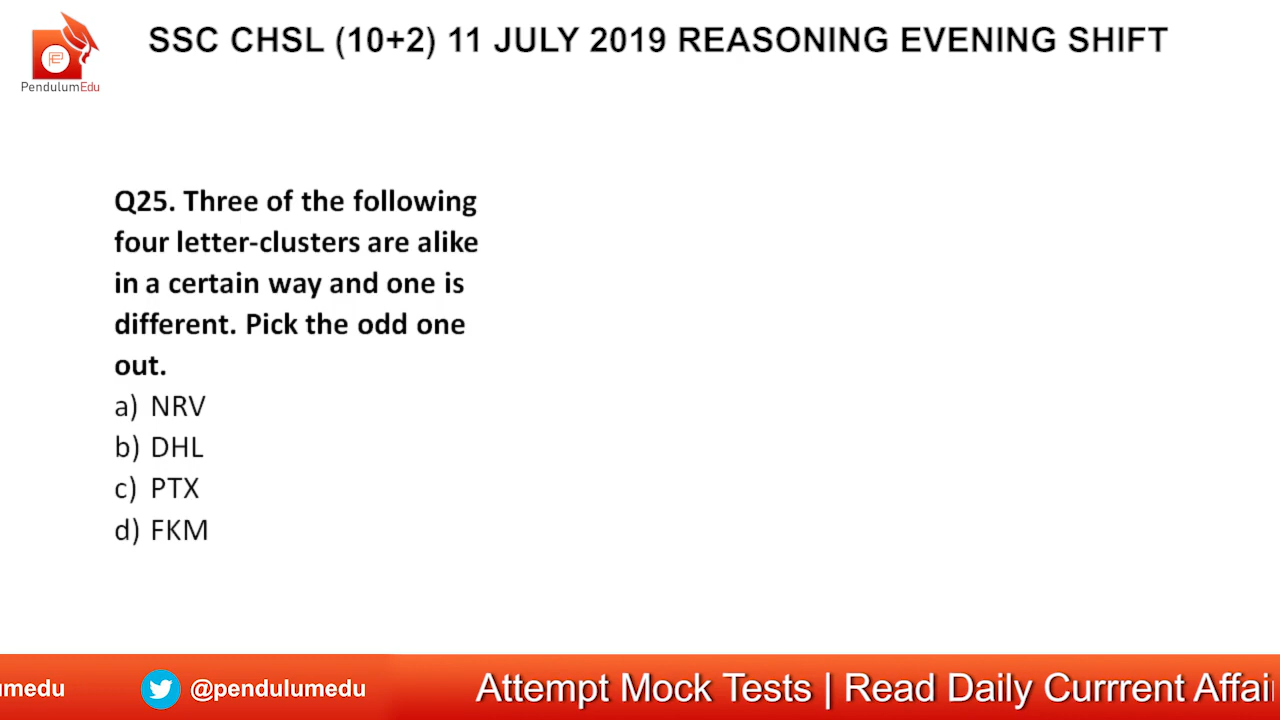 SSC CHSL (10+2) 11 JULY 2019 REASONING EVENING SHIFT
PendulumEdu
Q25. Three of the following
four letter-clusters are alike
in a certain way and one is
different. Pick the odd one
out.
a) NRV
b) DHL
c) PTX
d) FKM
umedu
@pendulumedu
Attempt Mock Tests | Read Daily Currrent Affai